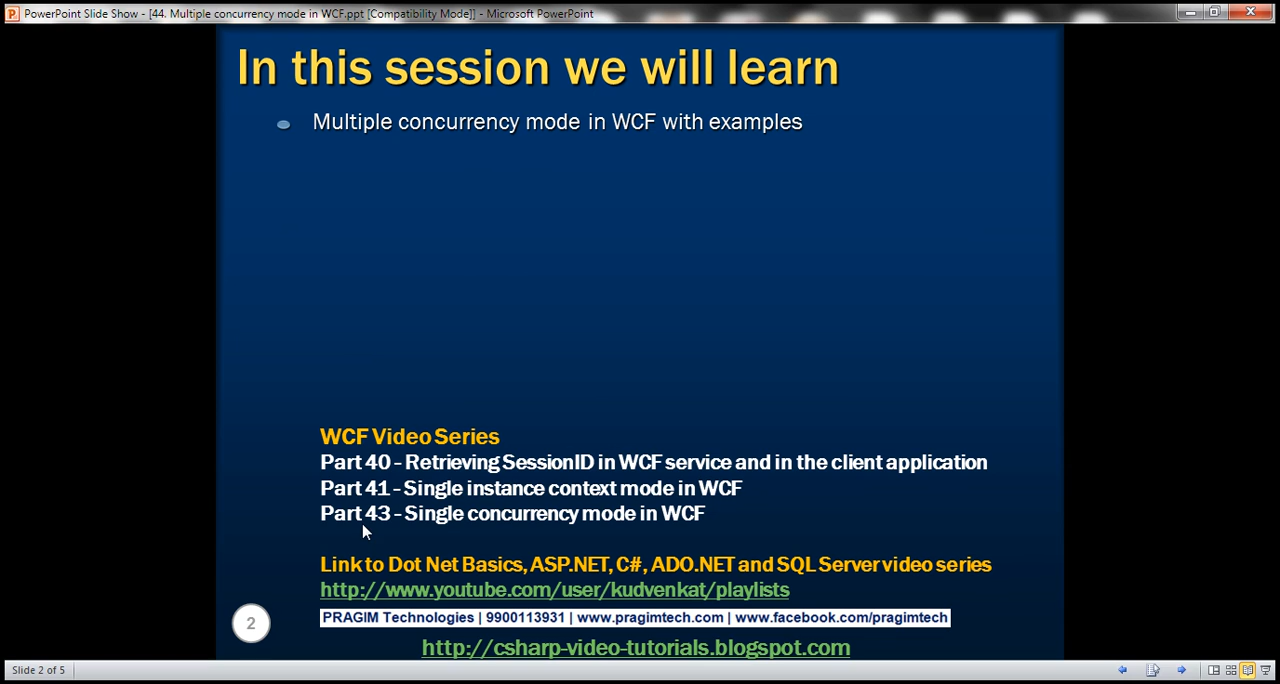 PowerPoint Slide Show - [44. Multiple concurrency mode in WCF.ppt [Compatibility Mode]] - Microsoft PowerPoint
In this session we will learn
Multiple concurrency mode in WCF with examples
WCF Video Series
Part 40 - Retrieving SessionID in WCF service and in the client application
Part 41 - Single instance context mode in WCF
Part 43 - Single concurrency mode in WCF
Link to Dot Net Basics, ASP.NET, C#, ADO.NET and SQL Server video series
http://www.youtube.com/user/kudvenkat/playlists
2
PRAGIM Technologies | 9900113931 | www.pragimtech.com | www.facebook.com/pragimtech
http://csharp-video-tutorials.blogspot.com
Slide 2 of 5